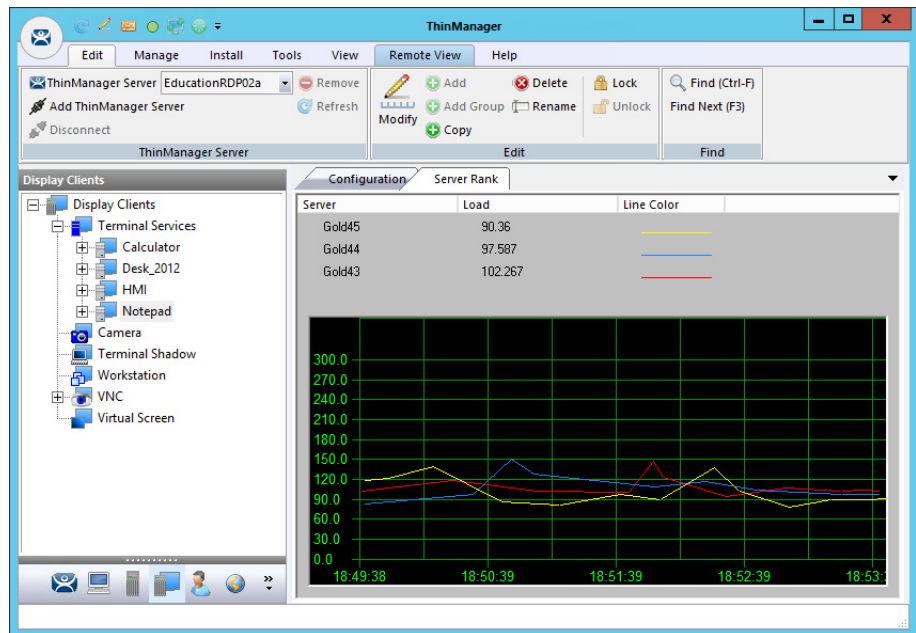 ThinManager
Edit Manage Install Tools View Remote View Help
ThinManager Server EducationRDP02a Remove Add Delete Lock Find (Ctrl-F)
Add ThinManager Server Refresh Modify Add Group Rename Unlock Find Next (F3)
Disconnect Copy
ThinManager Server Edit Find
Display Clients
Display Clients
Terminal Services
Calculator
Desk_2012
HMI
Notepad
Camera
Terminal Shadow
Workstation
VNC
Virtual Screen
Configuration Server Rank
Server Load Line Color
Gold45 90.36
Gold44 97.587
Gold43 102.267
300.0
270.0
240.0
210.0
180.0
150.0
120.0
90.0
60.0
30.0
0.0
18:49:38 18:50:39 18:51:39 18:52:39 18:53: